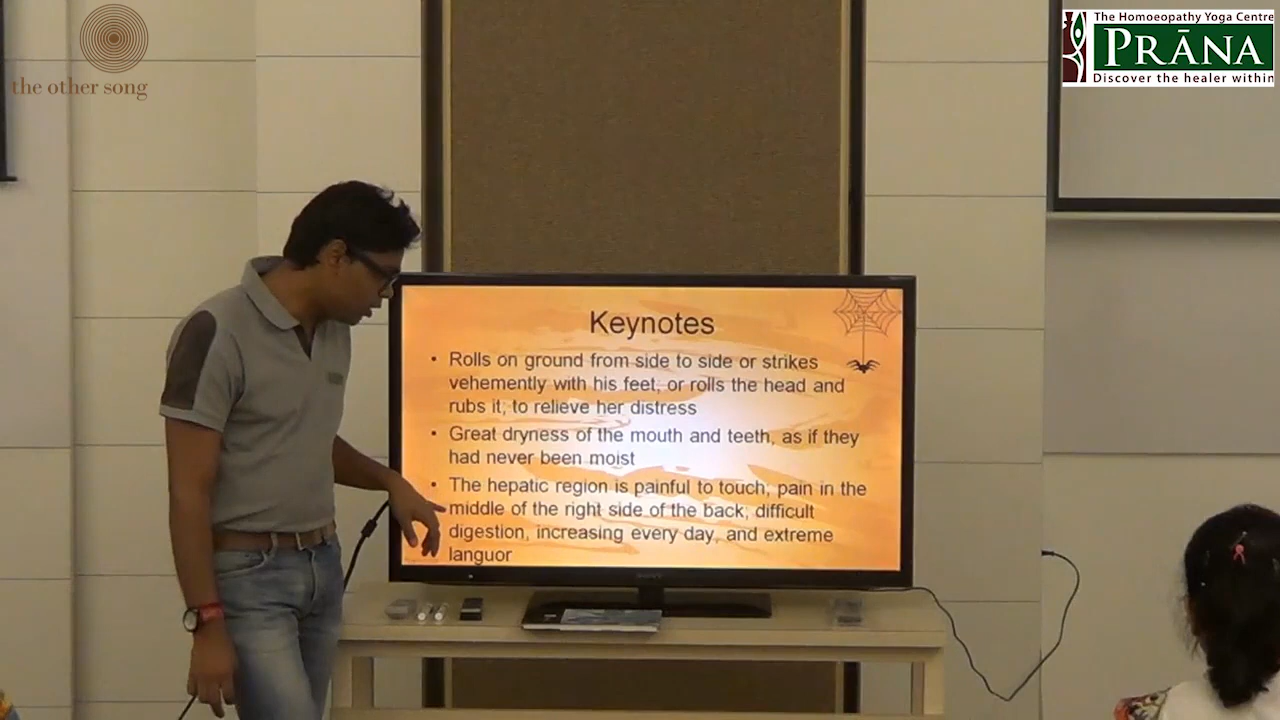 the other song
The Homoeopathy Yoga Centre
PRĀNA
Discover the healer within
Keynotes
• Rolls on ground from side to side or strikes
vehemently with his feet, or rolls the head and
rubs it, to relieve her distress
• Great dryness of the mouth and teeth, as if they
had never been moist
• The hepatic region is painful to touch, pain in the
middle of the right side of the back, difficult
digestion, increasing every day, and extreme
languor
SONY